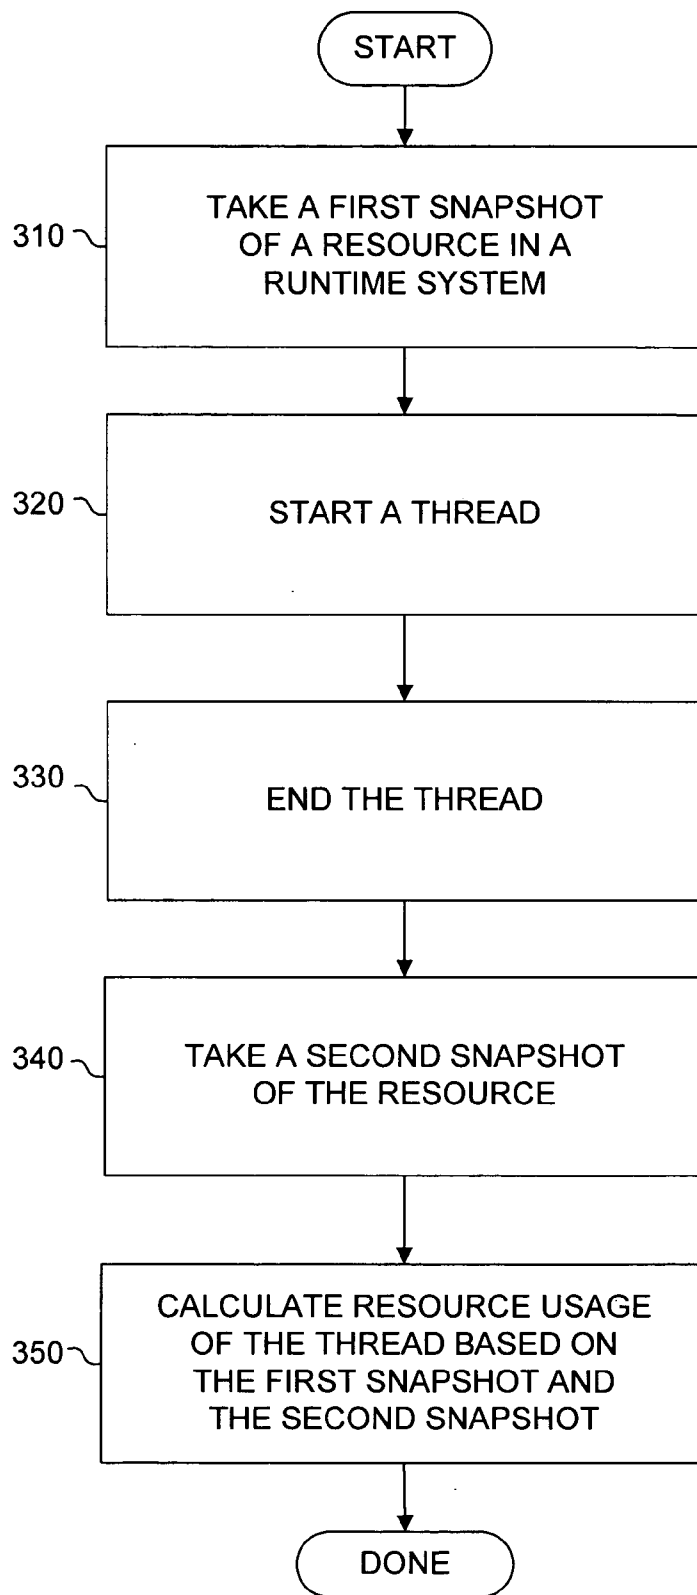 START
310
TAKE A FIRST SNAPSHOT
OF A RESOURCE IN A
RUNTIME SYSTEM
320
START A THREAD
330
END THE THREAD
340
TAKE A SECOND SNAPSHOT
OF THE RESOURCE
350
CALCULATE RESOURCE USAGE
OF THE THREAD BASED ON
THE FIRST SNAPSHOT AND
THE SECOND SNAPSHOT
DONE